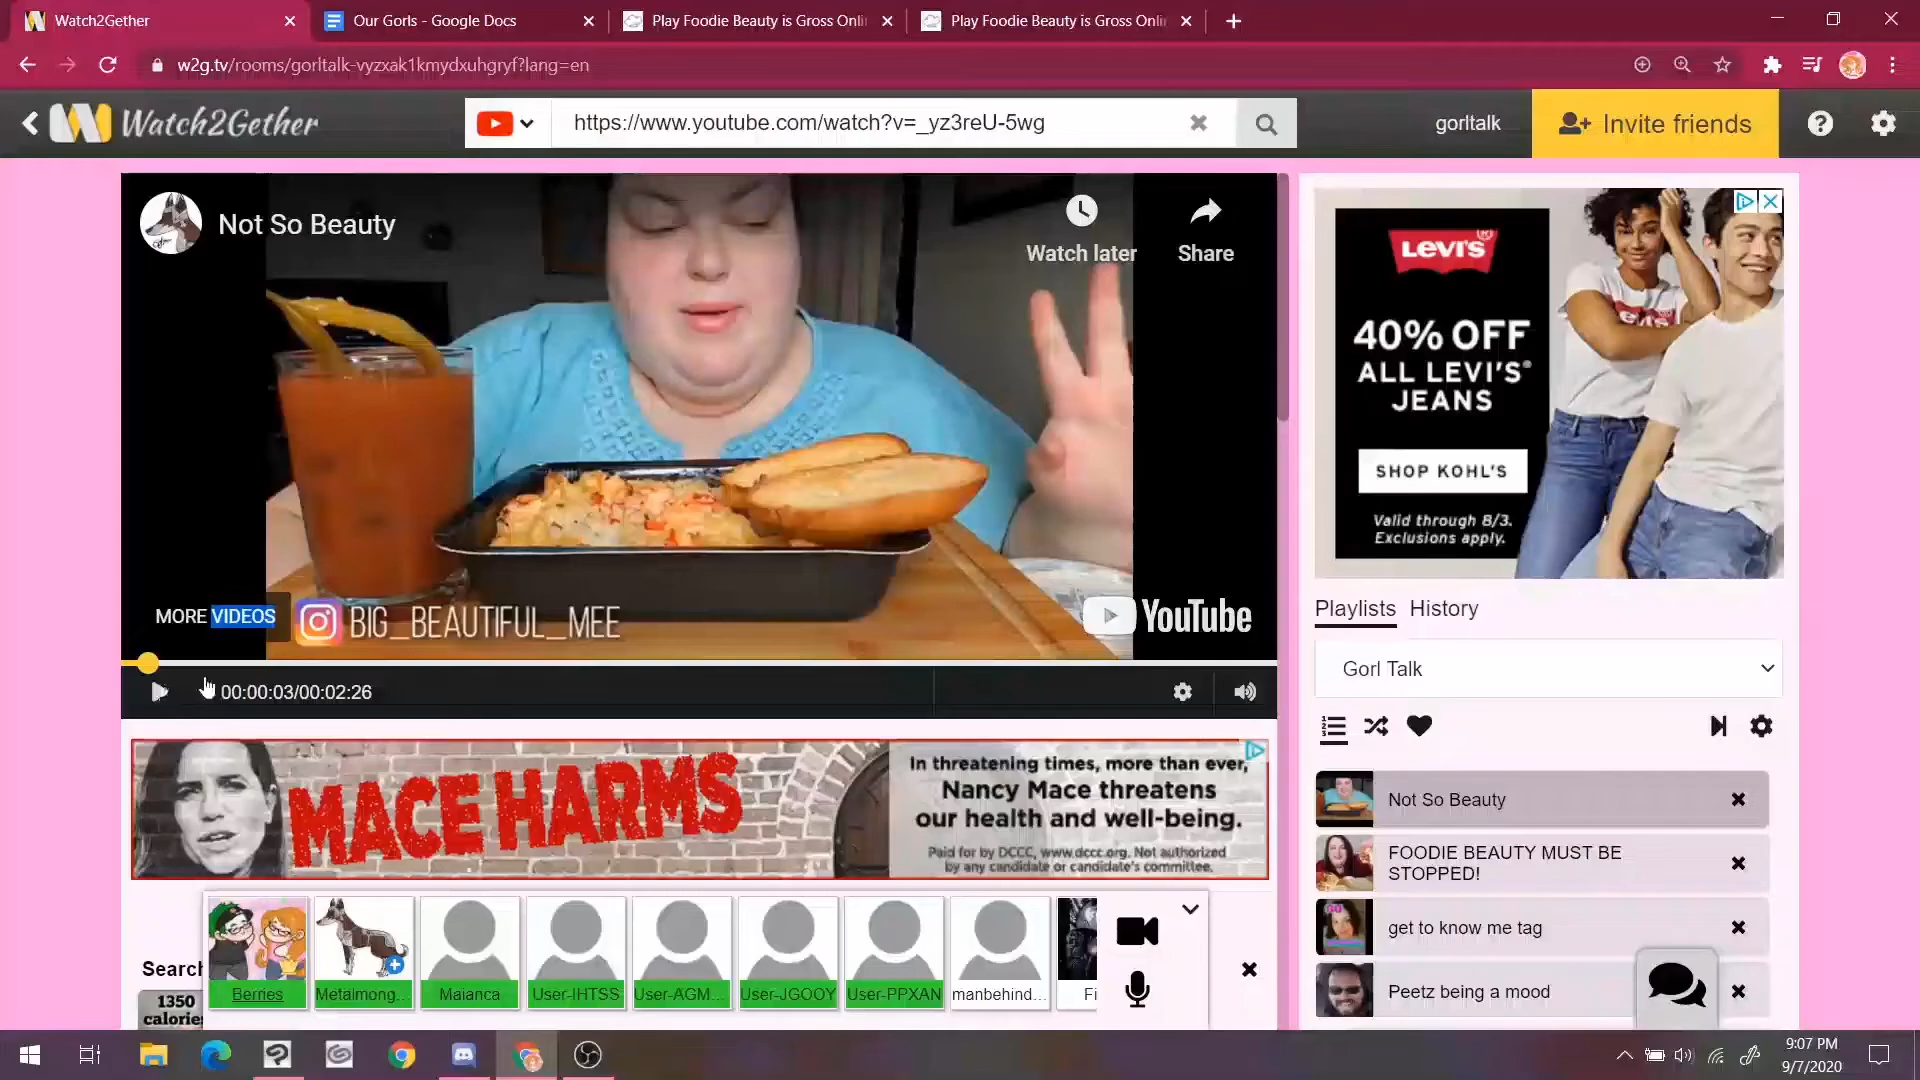 Watch2Gether
Our Gorls - Google Docs
Play Foodie Beauty is Gross Onli
Play Foodie Beauty is Gross Onli
w2g.tv/rooms/gorltalk-vyzxak1kmydxuhgryf?lang=en
Watch2Gether
https://www.youtube.com/watch?v=_yz3reU-5wg
gorltalk
Invite friends
Not So Beauty
Watch later
Share
MORE VIDEOS
BIG_BEAUTIFUL_MEE
YouTube
00:00:03/00:02:26
LEVI'S
40% OFF
ALL LEVI'S®
JEANS
SHOP KOHL'S
Valid through 8/3.
Exclusions apply.
Playlists
History
Gorl Talk
Not So Beauty
FOODIE BEAUTY MUST BE
STOPPED!
get to know me tag
Peetz being a mood
MACE HARMS
In threatening times, more than ever,
Nancy Mace threatens
our health and well-being.
Paid for by DCCC, www.dccc.org. Not authorized
by any candidate or candidate's committee.
Search
1350
calorie
Berries
Metalmong...
Maianca
User-IHTSS
User-AGM...
User-JGOOY
User-PPXAN
manbehind...
Fi
9:07 PM
9/7/2020